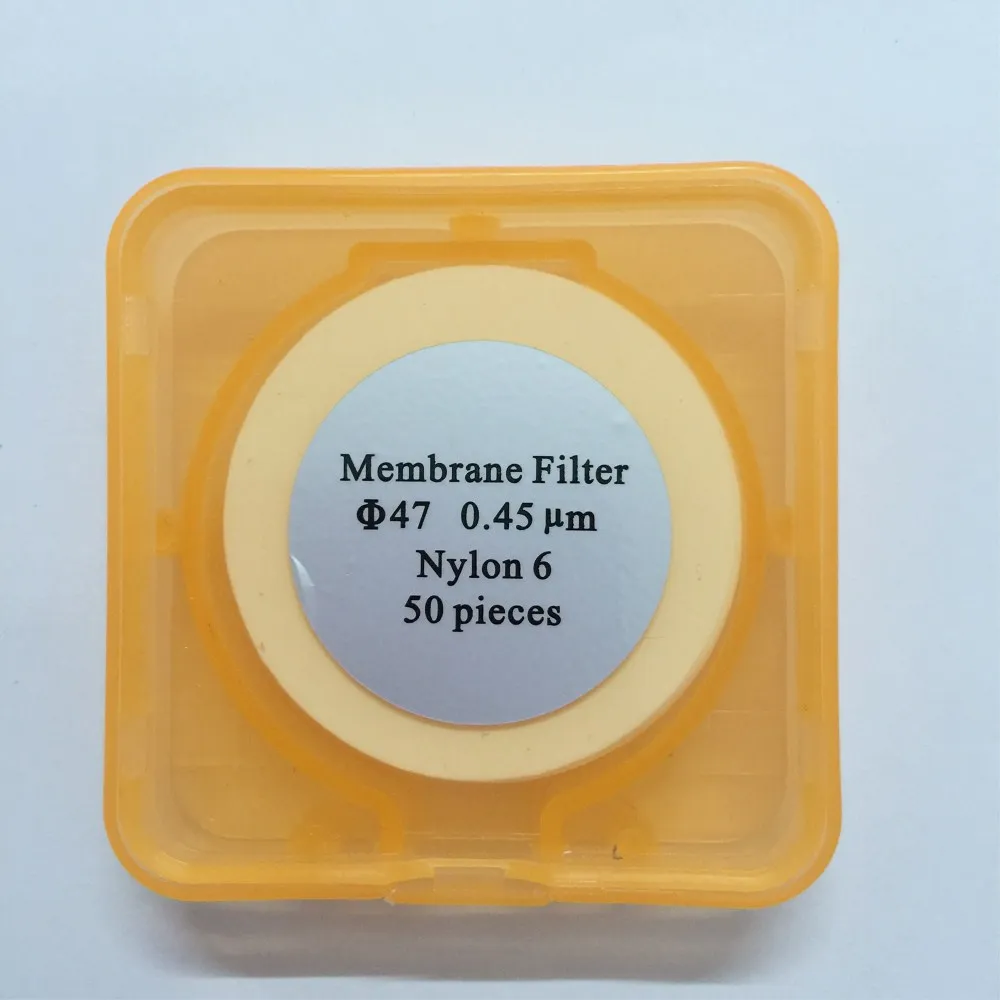 Membrane Filter
Φ47 0.45 μm
Nylon 6
50 pieces